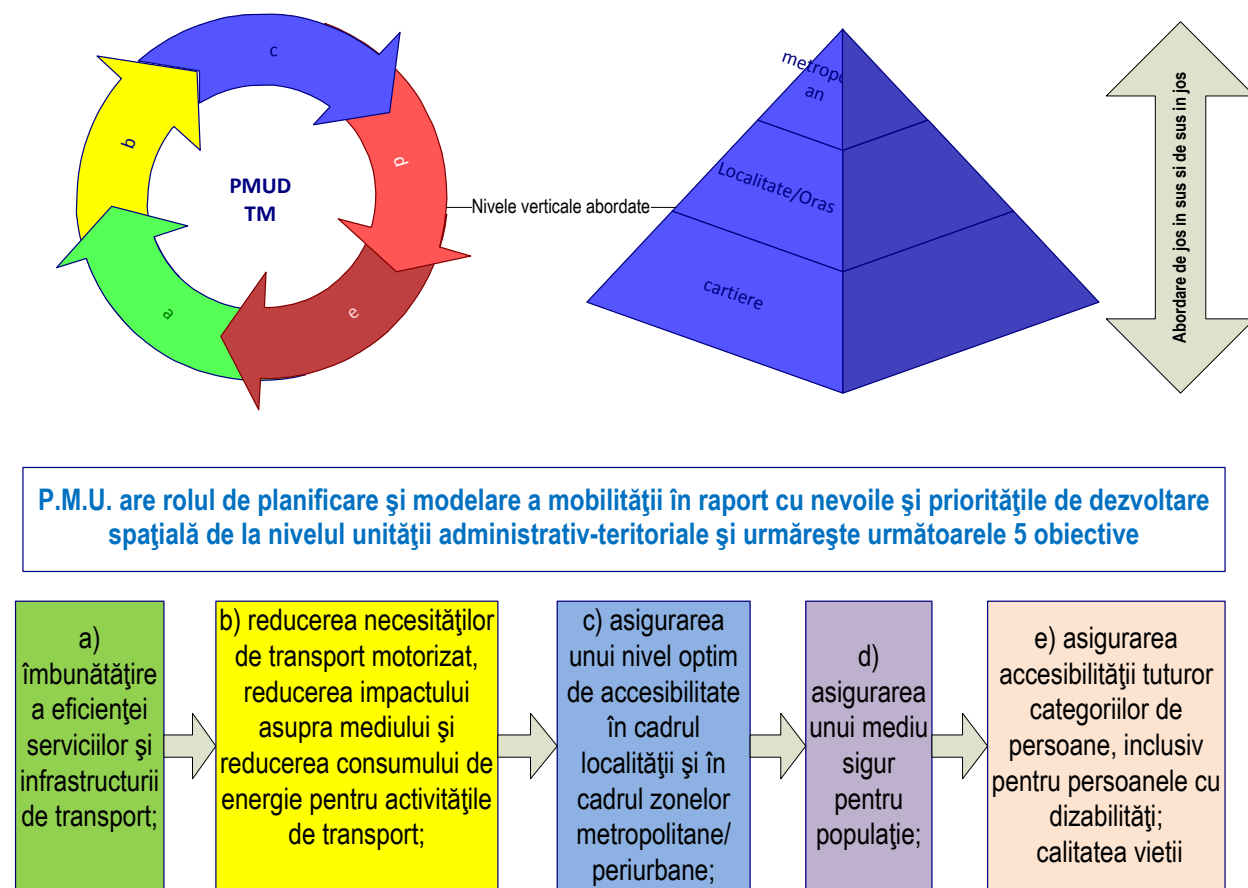 c
b
d
a
e
PMUD
TM
Nivele verticale abordate
metropo
an
Localitate/Oras
cartiere
Abordare de jos in sus si de sus in jos
P.M.U. are rolul de planificare şi modelare a mobilităţii în raport cu nevoile şi priorităţile de dezvoltare
spaţială de la nivelul unităţii administrativ-teritoriale şi urmăreşte următoarele 5 obiective
a)
îmbunătăţire
a eficienţei
serviciilor şi
infrastructurii
de transport;
b) reducerea necesităţilor
de transport motorizat,
reducerea impactului
asupra mediului şi
reducerea consumului de
energie pentru activităţile
de transport;
c) asigurarea
unui nivel optim
de accesibilitate
în cadrul
localităţii şi în
cadrul zonelor
metropolitane/
periurbane;
d)
asigurarea
unui mediu
sigur
pentru
populaţie;
e) asigurarea
accesibilităţii tuturor
categoriilor de
persoane, inclusiv
pentru persoanele cu
dizabilităţi;
calitatea vietii